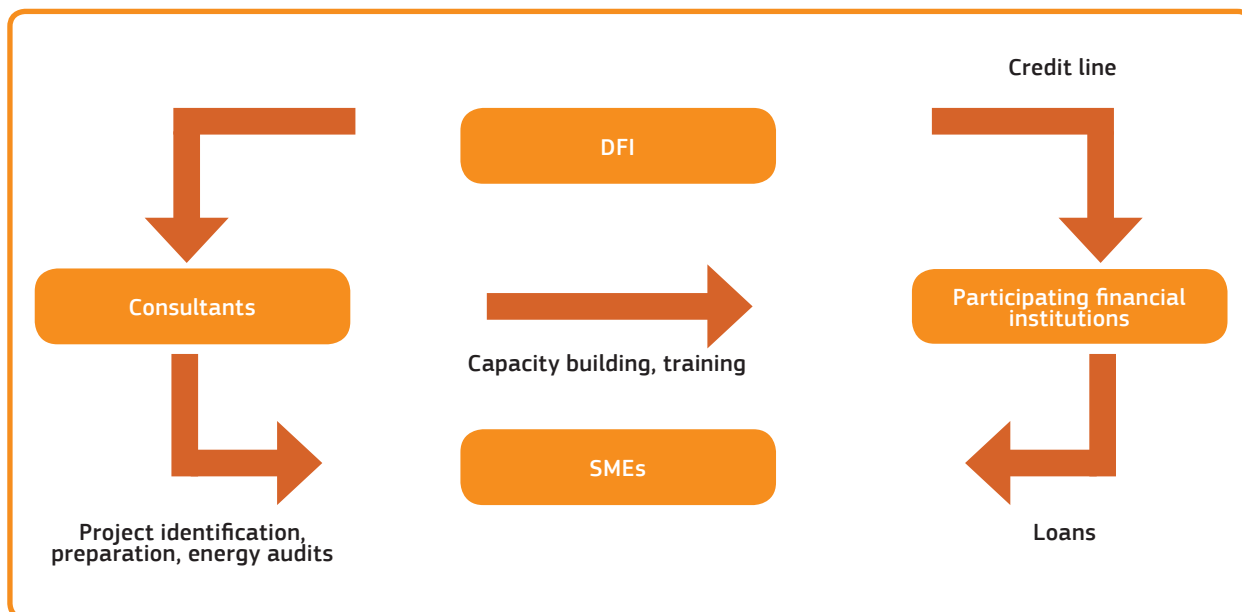 Credit line
DFI
Consultants
Participating financial
institutions
Capacity building, training
SMEs
Project identification,
preparation, energy audits
Loans